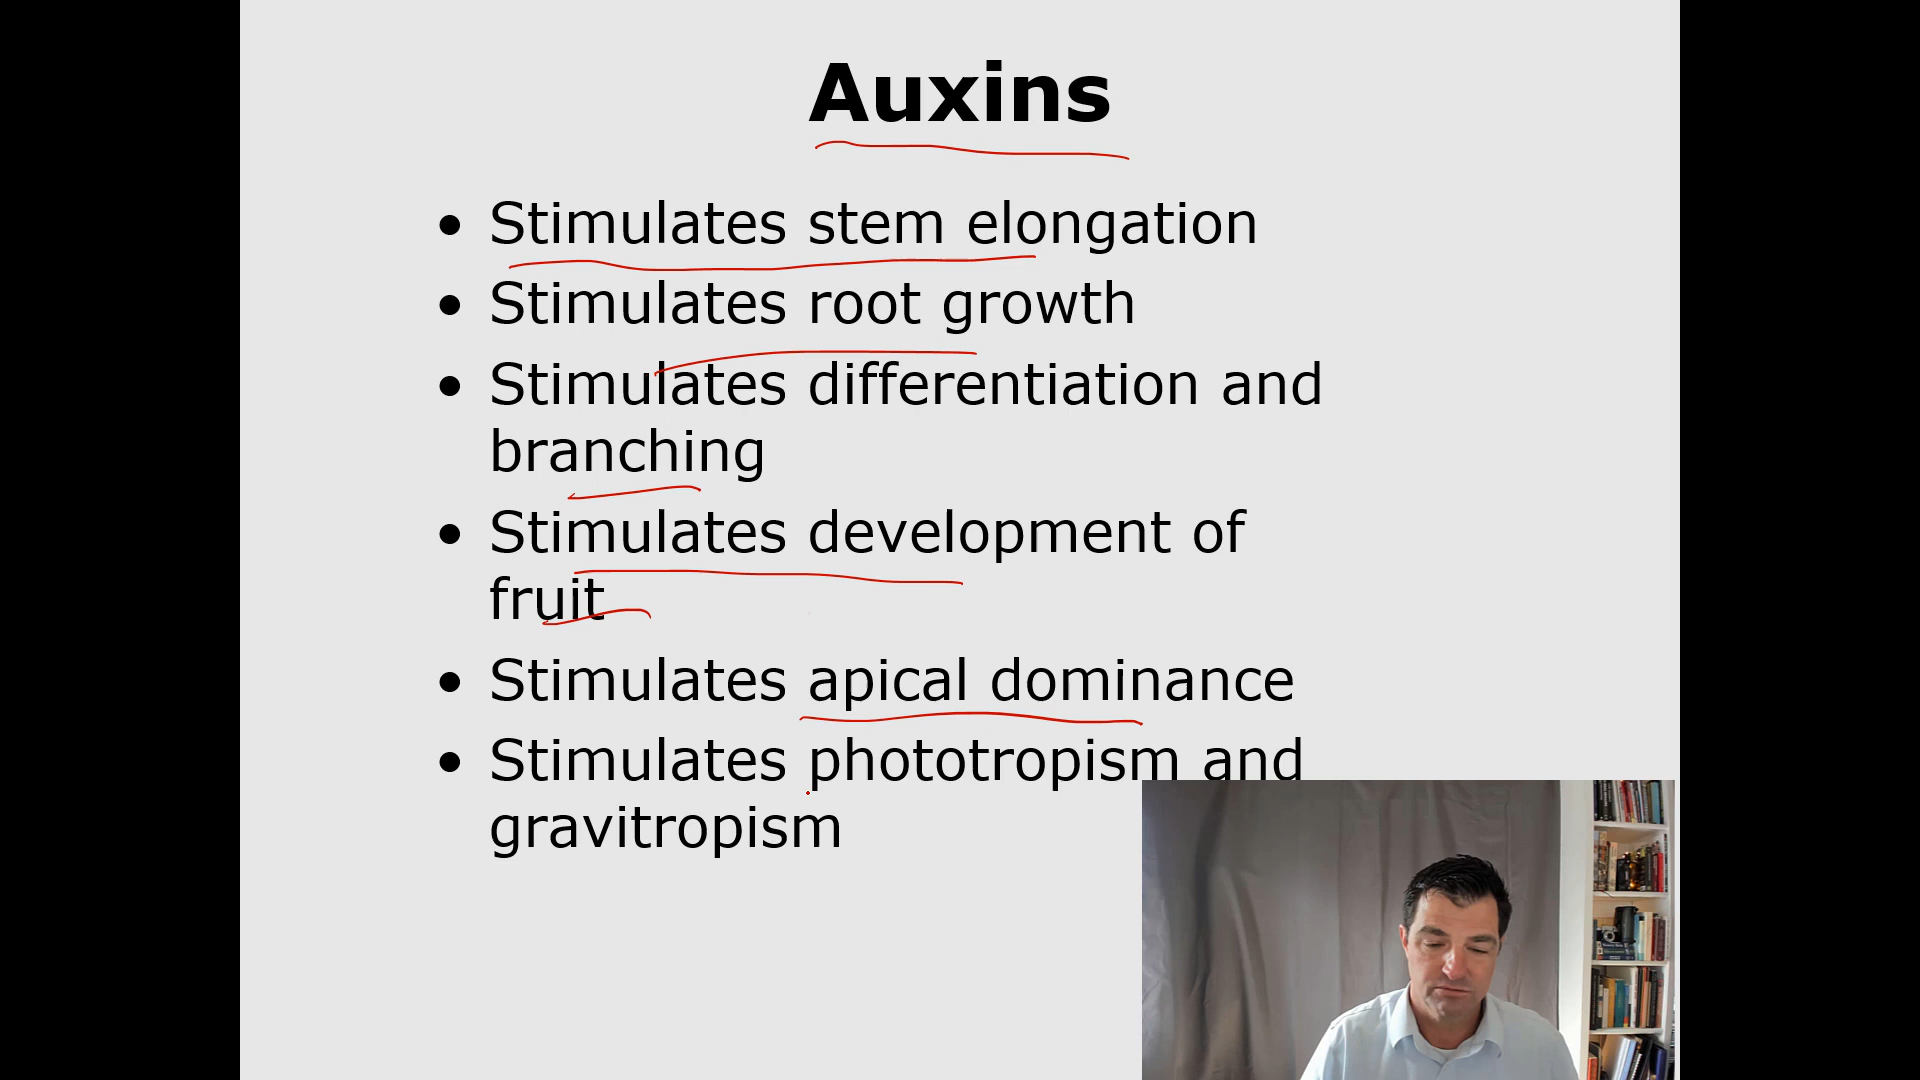 Auxins
• Stimulates stem elongation
• Stimulates root growth
• Stimulates differentiation and
branching
• Stimulates development of
fruit
• Stimulates apical dominance
• Stimulates phototropism and
gravitropism